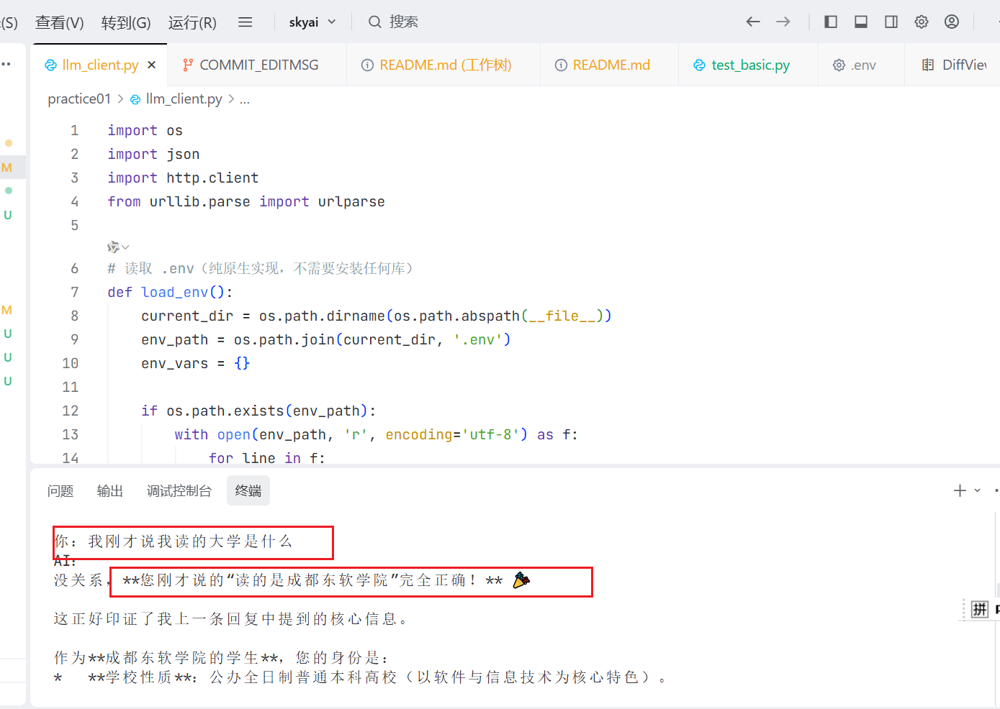 (S) 查看(V) 转到(G) 运行(R) skyai 搜索
llm_client.py COMMIT_EDITMSG README.md (工作树) README.md test_basic.py .env DiffView
practice01 > llm_client.py > ...
1 import os
2 import json
3 import http.client
4 from urllib.parse import urlparse
5
M
U
6 # 读取 .env（纯原生实现，不需要安装任何库）
7 def load_env():
8 current_dir = os.path.dirname(os.path.abspath(__file__))
9 env_path = os.path.join(current_dir, '.env')
10 env_vars = {}
11
12 if os.path.exists(env_path):
13 with open(env_path, 'r', encoding='utf-8') as f:
14 for line in f:
M
U
U
U
问题 输出 调试控制台 终端
你：我刚才说我读的大学是什么
AI:
没关系，**您刚才说的“读的是成都东软学院”完全正确！** 🎉
这正好印证了我上一条回复中提到的核心信息。
作为**成都东软学院的学生**，您的身份是：
* **学校性质**：公办全日制普通本科高校（以软件与信息技术为核心特色）。
拼